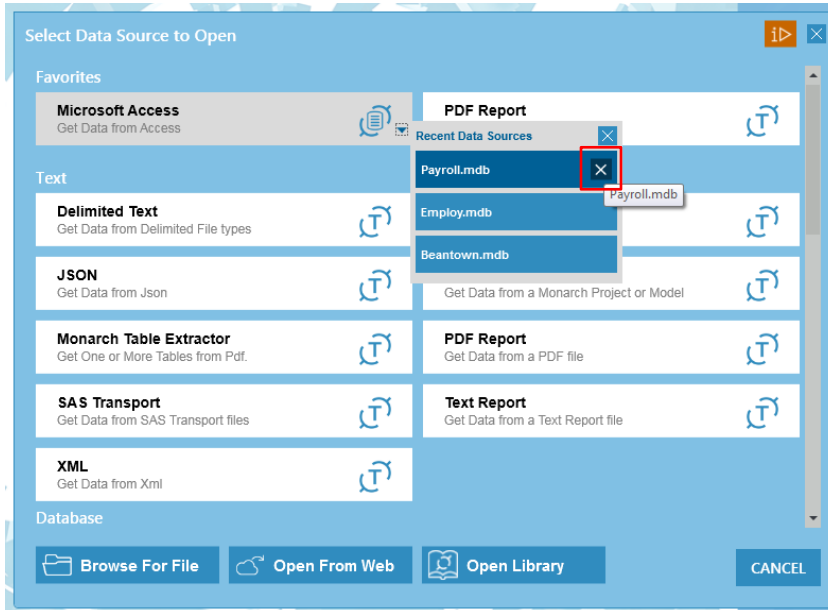 Select Data Source to Open
Favorites
Microsoft Access
Get Data from Access
PDF Report
Recent Data Sources
Payroll.mdb
Payroll.mdb
Employ.mdb
Beantown.mdb
Text
Delimited Text
Get Data from Delimited File types
JSON
Get Data from Json
Get Data from a Monarch Project or Model
Monarch Table Extractor
Get One or More Tables from Pdf.
PDF Report
Get Data from a PDF file
SAS Transport
Get Data from SAS Transport files
Text Report
Get Data from a Text Report file
XML
Get Data from Xml
Database
Browse For File
Open From Web
Open Library
CANCEL